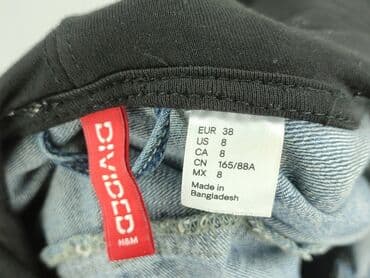 DIVIDED
H&M
EUR 38
US 8
CA 8
CN 165/88A
MX 8
Made in
Bangladesh